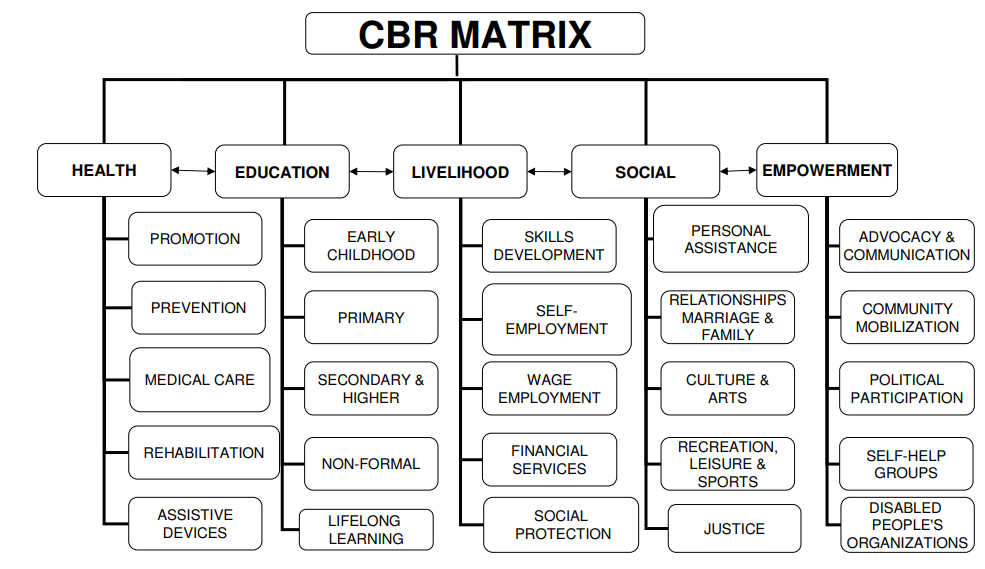 CBR MATRIX
HEALTH
EDUCATION
LIVELIHOOD
SOCIAL
EMPOWERMENT
PROMOTION
PREVENTION
MEDICAL CARE
REHABILITATION
ASSISTIVE
DEVICES
EARLY
CHILDHOOD
PRIMARY
SECONDARY &
HIGHER
NON-FORMAL
LIFELONG
LEARNING
SKILLS
DEVELOPMENT
SELF-
EMPLOYMENT
WAGE
EMPLOYMENT
FINANCIAL
SERVICES
SOCIAL
PROTECTION
PERSONAL
ASSISTANCE
RELATIONSHIPS
MARRIAGE &
FAMILY
CULTURE &
ARTS
RECREATION,
LEISURE &
SPORTS
JUSTICE
ADVOCACY &
COMMUNICATION
COMMUNITY
MOBILIZATION
POLITICAL
PARTICIPATION
SELF-HELP
GROUPS
DISABLED
PEOPLE'S
ORGANIZATIONS